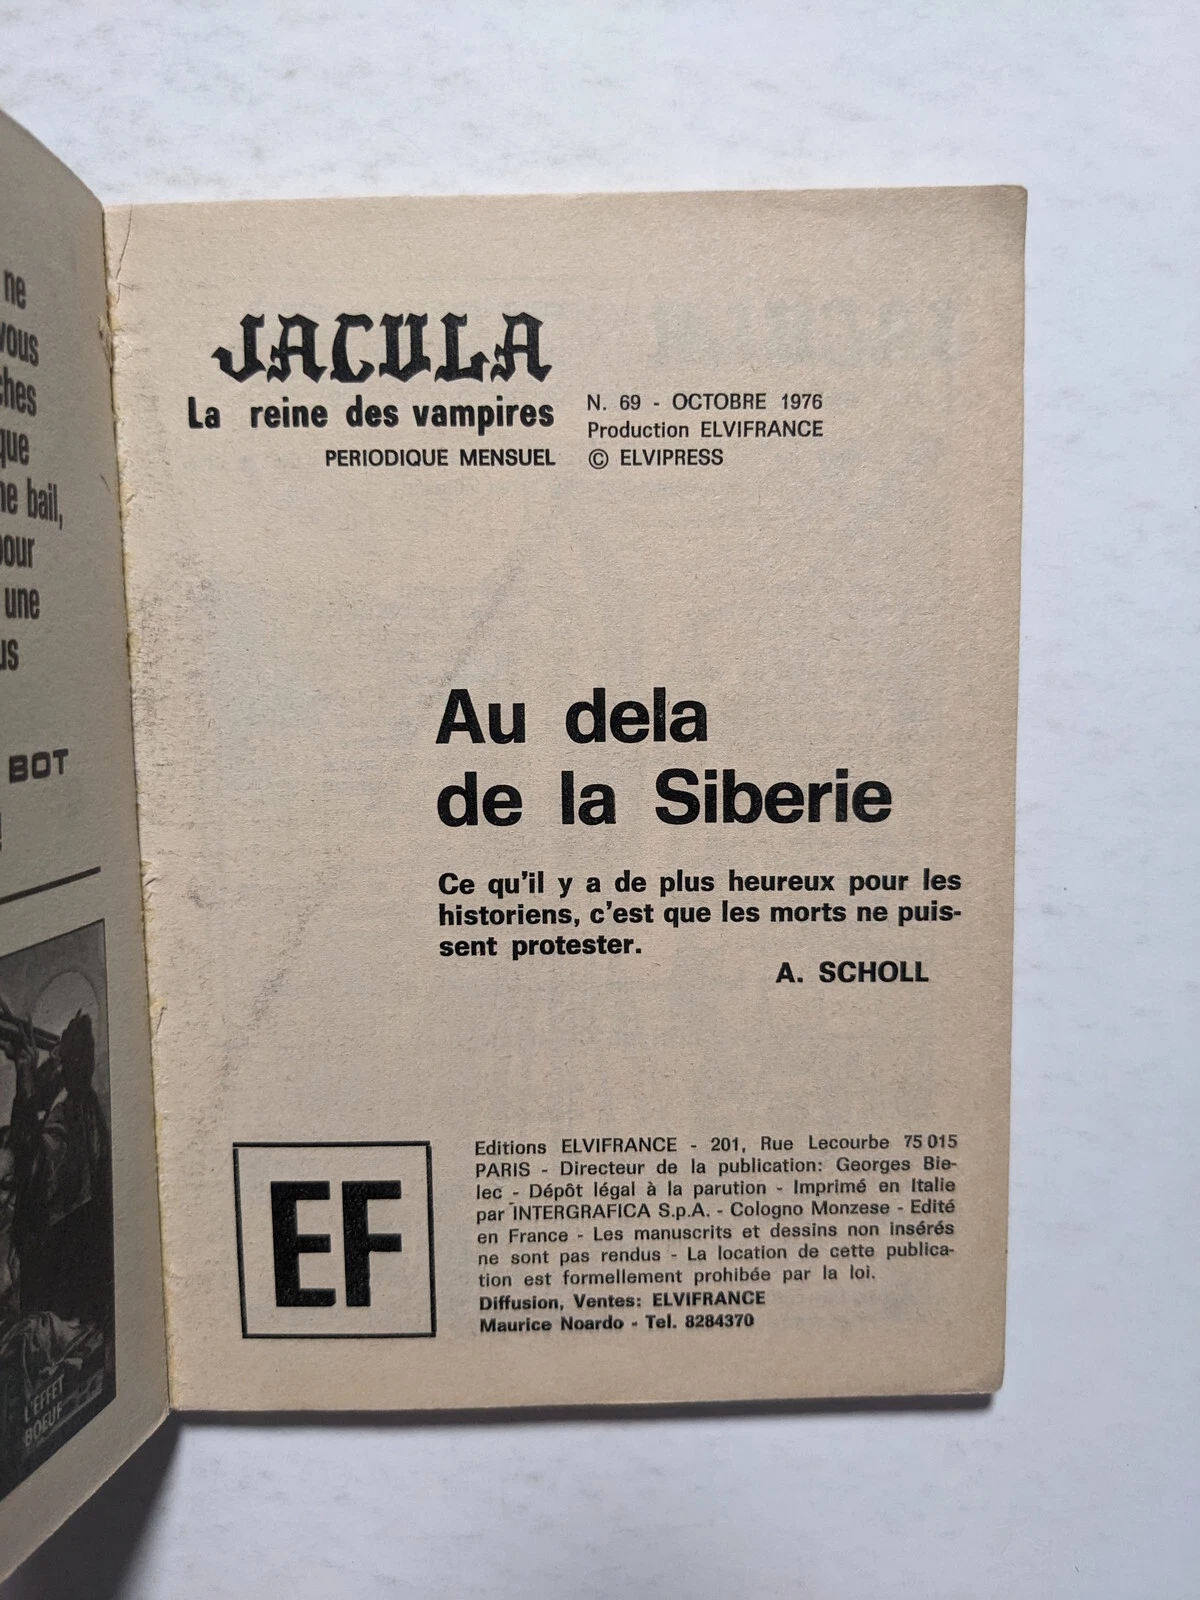 ne
vous
ches
que
ne bail,
pour
une
us
BOT
L'EFFET
BOEUF
JACULA
La reine des vampires
PERIODIQUE MENSUEL
N. 69 - OCTOBRE 1976
Production ELVIFRANCE
© ELVIPRESS
Au dela
de la Siberie
Ce qu'il y a de plus heureux pour les
historiens, c'est que les morts ne puis-
sent protester.
A. SCHOLL
EF
Editions ELVIFRANCE - 201, Rue Lecourbe 75 015
PARIS - Directeur de la publication: Georges Bie-
lec - Dépôt légal à la parution - Imprimé en Italie
par INTERGRAFICA S.p.A. - Cologno Monzese - Edité
en France - Les manuscrits et dessins non insérés
ne sont pas rendus - La location de cette publica-
tion est formellement prohibée par la loi.
Diffusion, Ventes: ELVIFRANCE
Maurice Noardo - Tel. 8284370